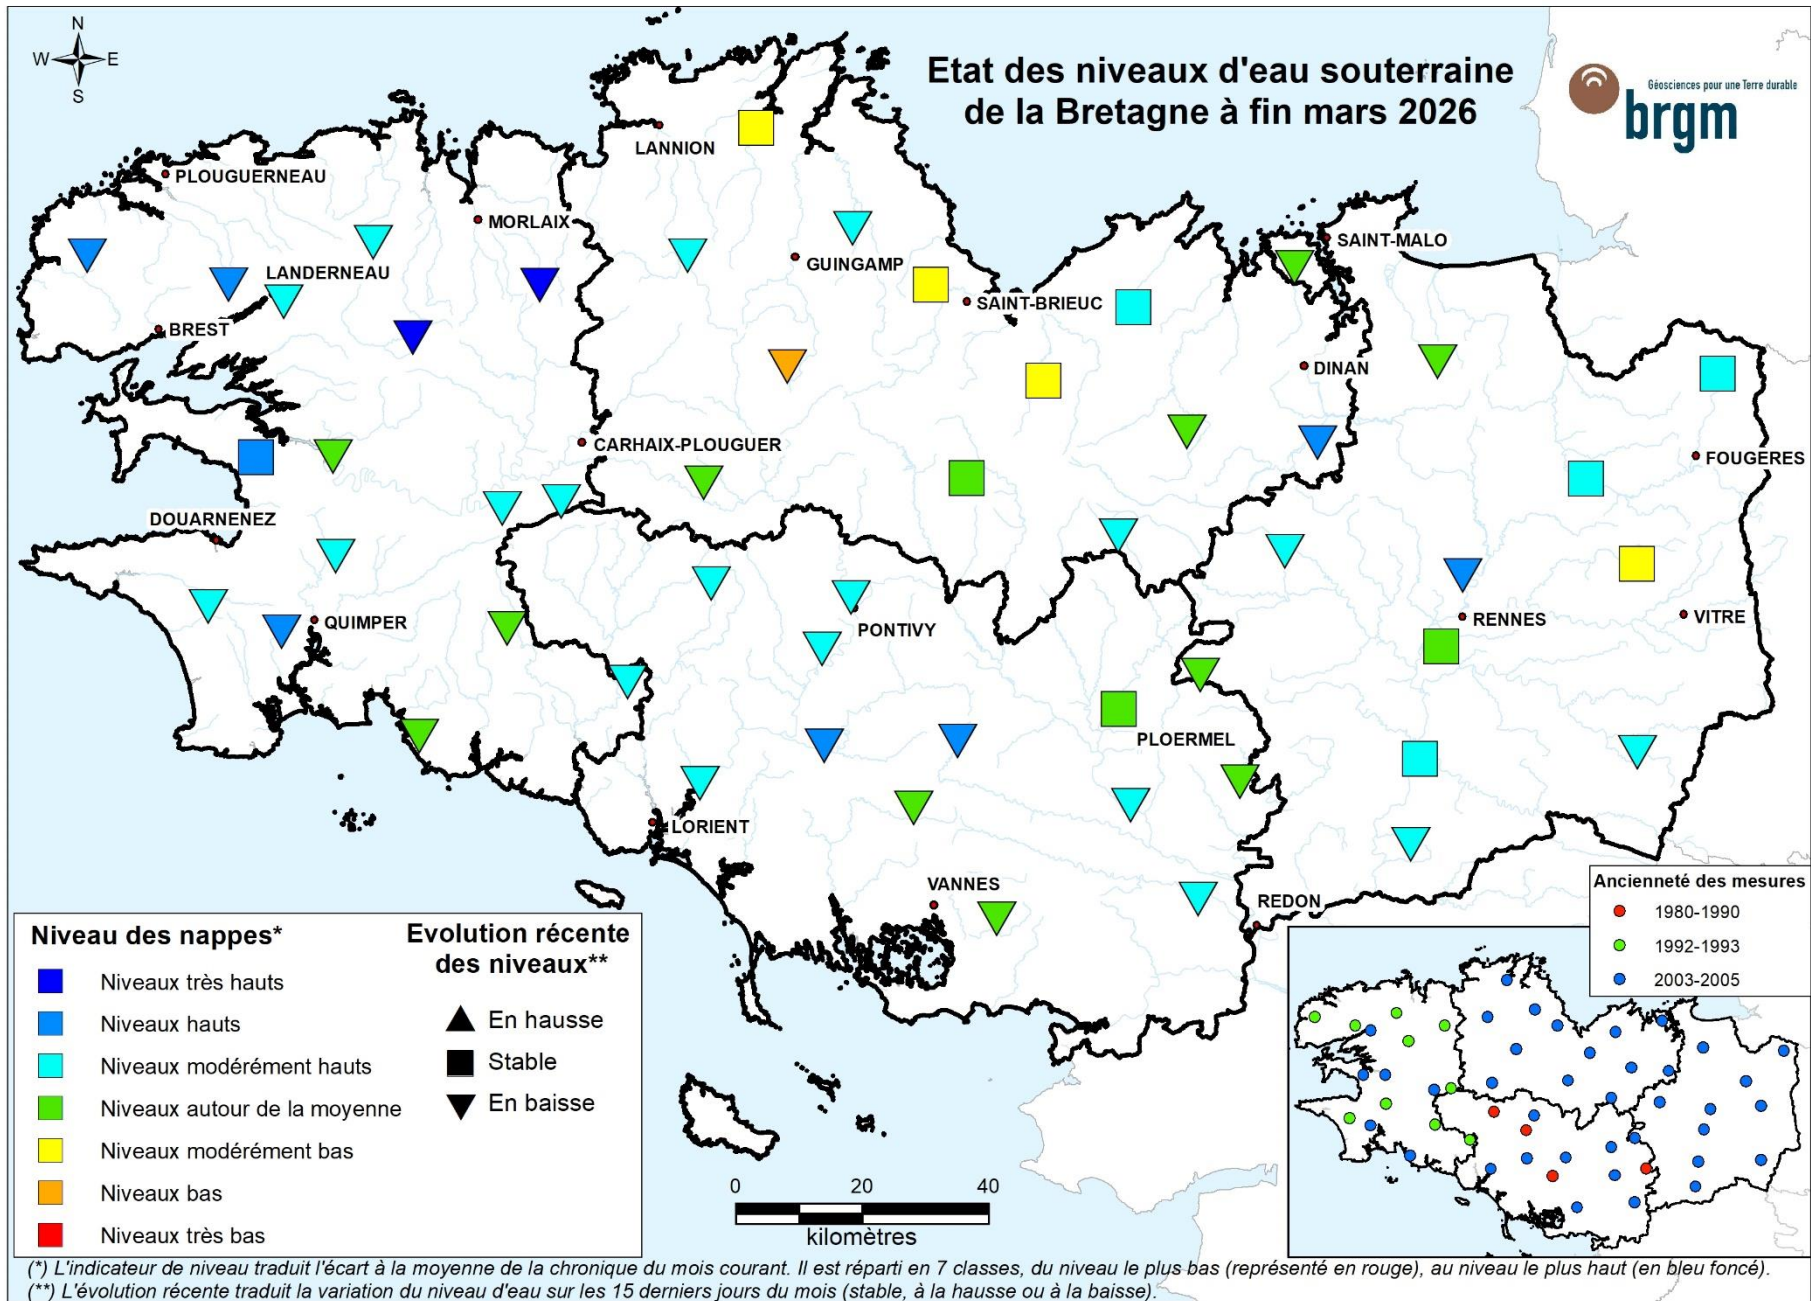 N
W E
S
Etat des niveaux d'eau souterraine
de la Bretagne à fin mars 2026
Géosciences pour une Terre durable
brgm
LANNION
PLOUGUERNEAU
MORLAIX
SAINT-MALO
GUINGAMP
LANDERNEAU
SAINT-BRIEUC
BREST
DINAN
CARHAIX-PLOUGUER
FOUGERES
DOUARNENEZ
QUIMPER
PONTIVY
RENNES
VITRE
PLOERMEL
LORIENT
VANNES
REDON
Niveau des nappes*
Niveaux très hauts
Niveaux hauts
Niveaux modérément hauts
Niveaux autour de la moyenne
Niveaux modérément bas
Niveaux bas
Niveaux très bas
Evolution récente
des niveaux**
En hausse
Stable
En baisse
0 20 40
kilomètres
Ancienneté des mesures
1980-1990
1992-1993
2003-2005
(*) L'indicateur de niveau traduit l'écart à la moyenne de la chronique du mois courant. Il est réparti en 7 classes, du niveau le plus bas (représenté en rouge), au niveau le plus haut (en bleu foncé).
(**) L'évolution récente traduit la variation du niveau d'eau sur les 15 derniers jours du mois (stable, à la hausse ou à la baisse).